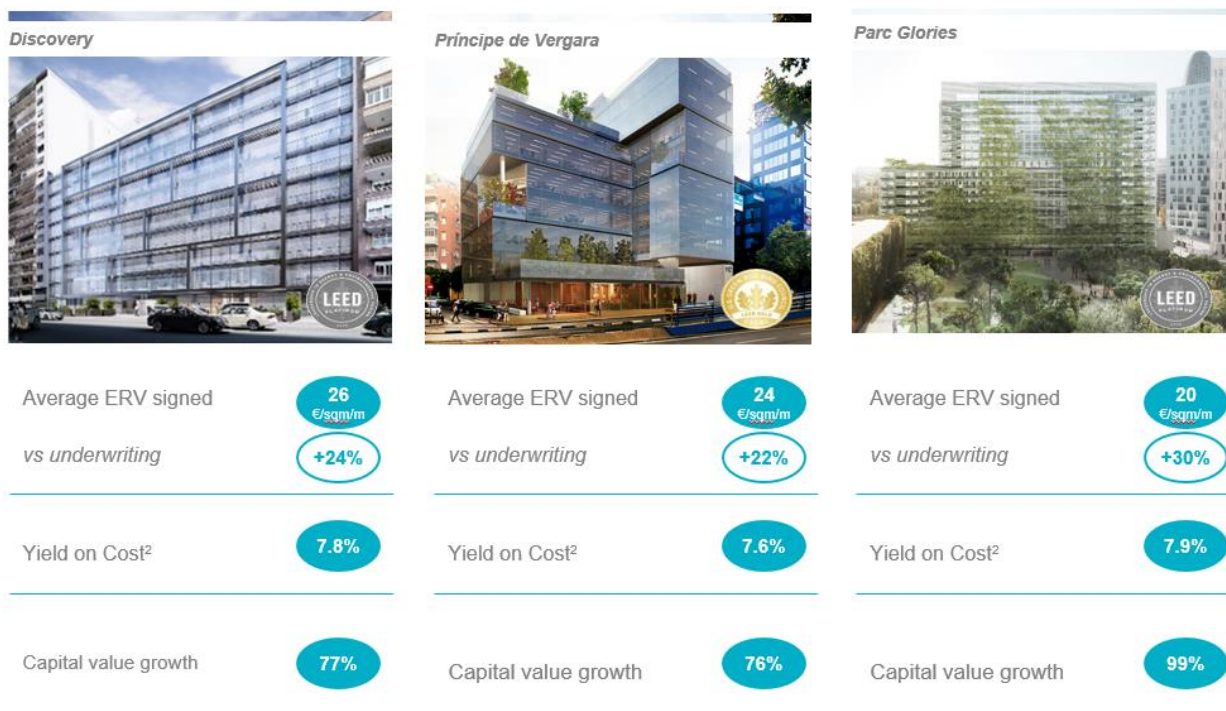 Discovery
LEED
PLATINUM
Average ERV signed
26
€/sqm/m
vs underwriting
+24%
Yield on Cost²
7.8%
Capital value growth
77%
Príncipe de Vergara
Average ERV signed
24
€/sqm/m
vs underwriting
+22%
Yield on Cost²
7.6%
Capital value growth
76%
Parc Glories
LEED
PLATINUM
Average ERV signed
20
€/sqm/m
vs underwriting
+30%
Yield on Cost²
7.9%
Capital value growth
99%